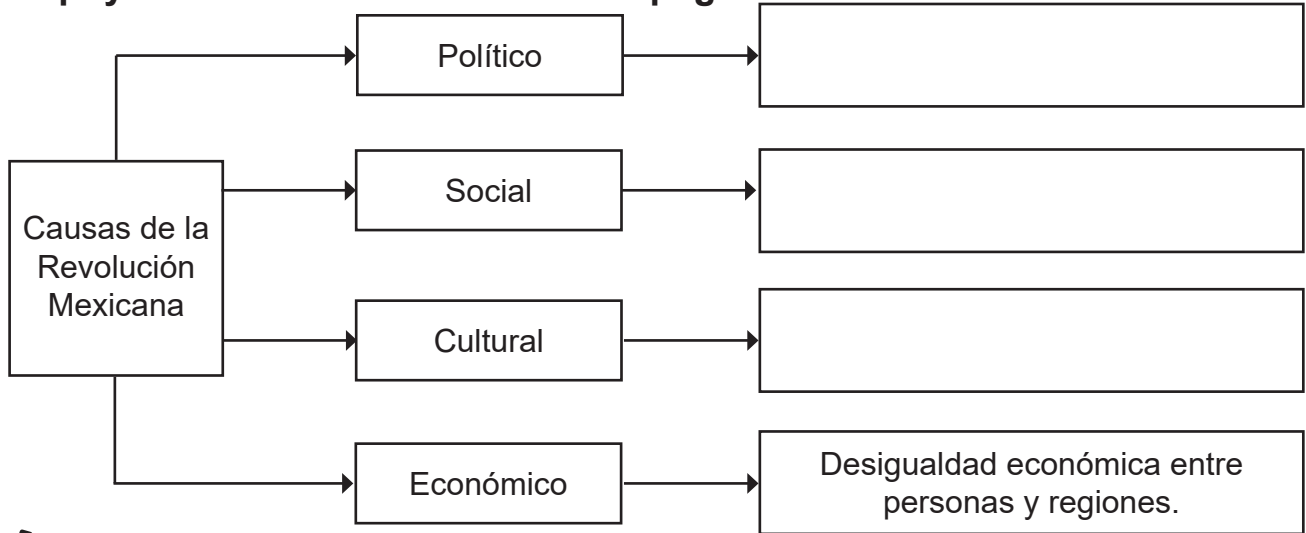 Político
Social
Causas de la
Revolución
Mexicana
Cultural
Económico
Desigualdad económica entre
personas y regiones.